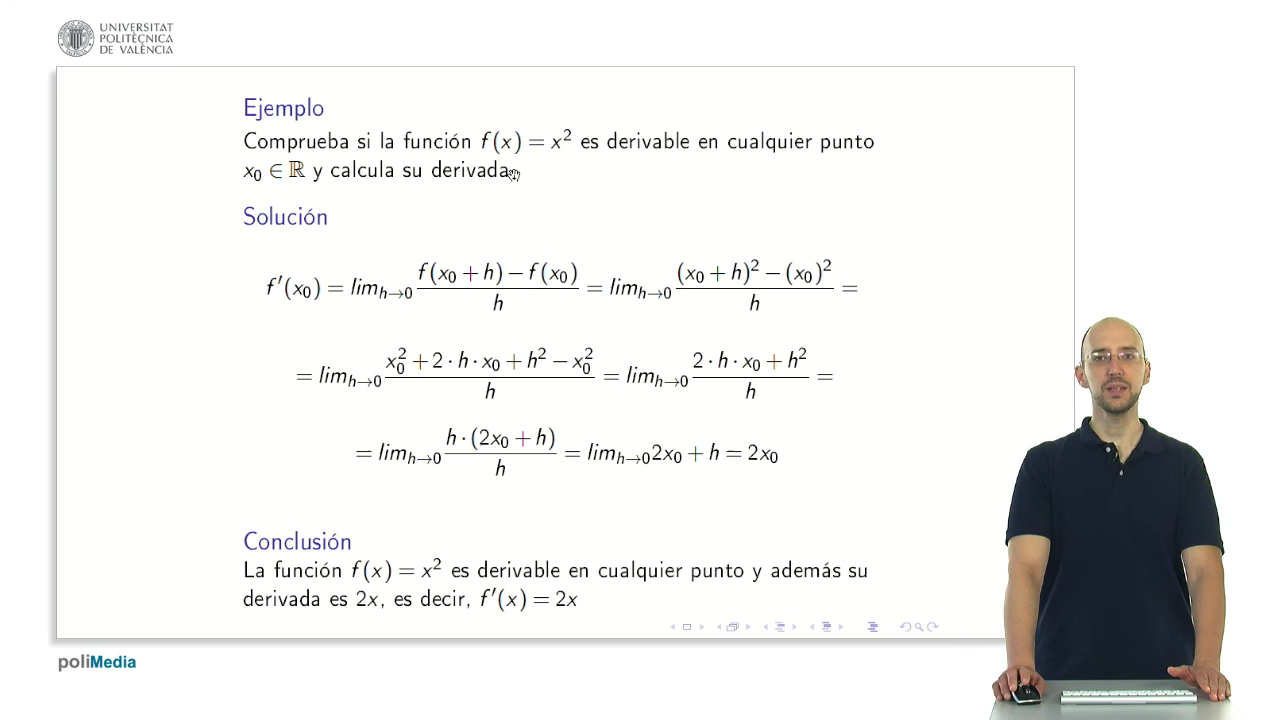 UNIVERSITAT
POLITÈCNICA
DE VALÈNCIA
Ejemplo
Comprueba si la función f(x) = x² es derivable en cualquier punto
x₀ ∈ ℝ y calcula su derivada.
Solución
f′(x₀) = lim_{h→0} (f(x₀ + h) − f(x₀))/h = lim_{h→0} ((x₀ + h)² − (x₀)²)/h =
= lim_{h→0} (x₀² + 2 · h · x₀ + h² − x₀²)/h = lim_{h→0} (2 · h · x₀ + h²)/h =
= lim_{h→0} (h · (2x₀ + h))/h = lim_{h→0} 2x₀ + h = 2x₀
Conclusión
La función f(x) = x² es derivable en cualquier punto y además su
derivada es 2x, es decir, f′(x) = 2x
poliMedia